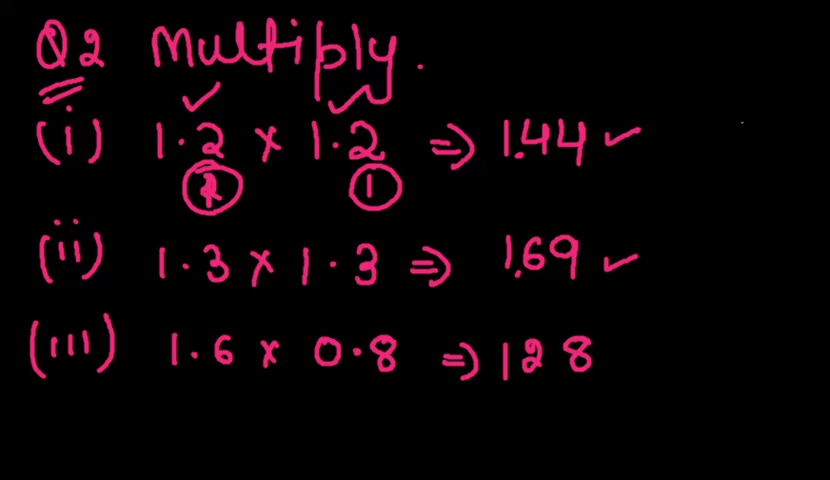 Q2 Multiply.
(i) 1.2 × 1.2 ⇒ 1.44 ✓
1
(ii) 1.3 × 1.3 ⇒ 1.69 ✓
(iii) 1.6 × 0.8 ⇒ 128